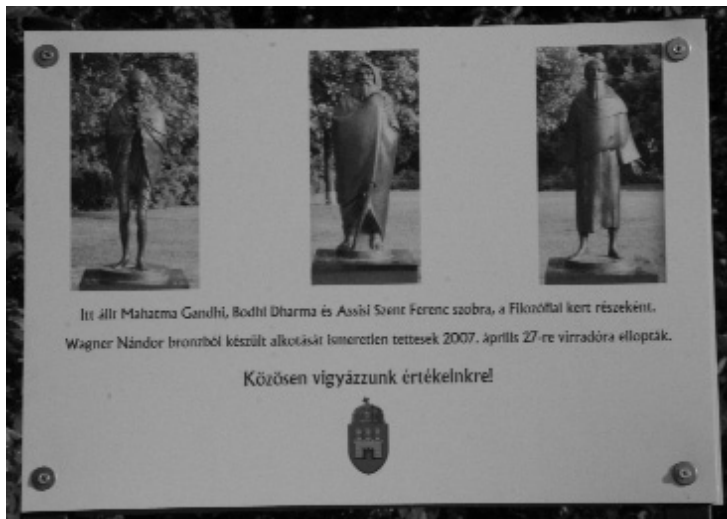 Itt állt Mahatma Gandhi, Bodhi Dharma és Assisi Szent Ferenc szobra, a Filozófiai kert részeként.
Wagner Nándor bronzból készült alkotását ismeretlen tettesek 2007. április 27-re virradóra ellopták.
Közösen vigyázzunk értékeinkre!